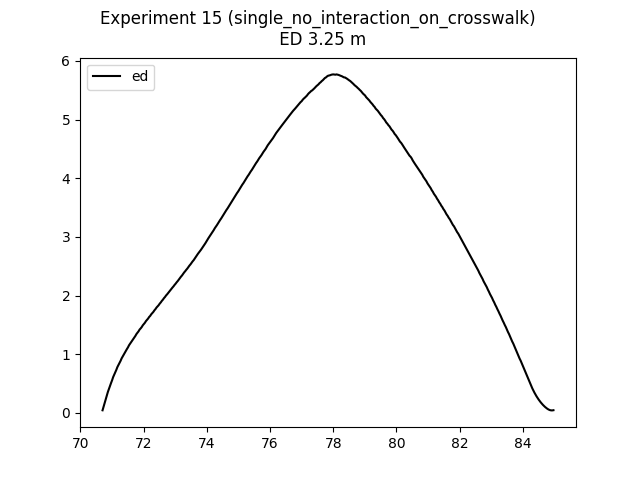 Experiment 15 (single_no_interaction_on_crosswalk)
ED 3.25 m
ed
6
5
4
3
2
1
0
70 72 74 76 78 80 82 84